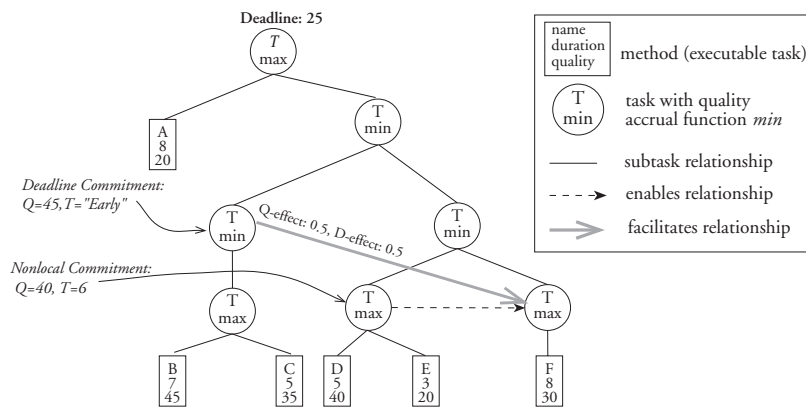 Deadline: 25
T
max
A
8
20
T
min
Deadline Commitment:
Q=45,T="Early"
T
min
Q-effect: 0.5, D-effect: 0.5
T
min
Nonlocal Commitment:
Q=40, T=6
T
max
T
max
T
max
B
7
45
C
5
35
D
5
40
E
3
20
F
8
30
name
duration
quality
method (executable task)
T
min
task with quality
accrual function min
subtask relationship
enables relationship
facilitates relationship